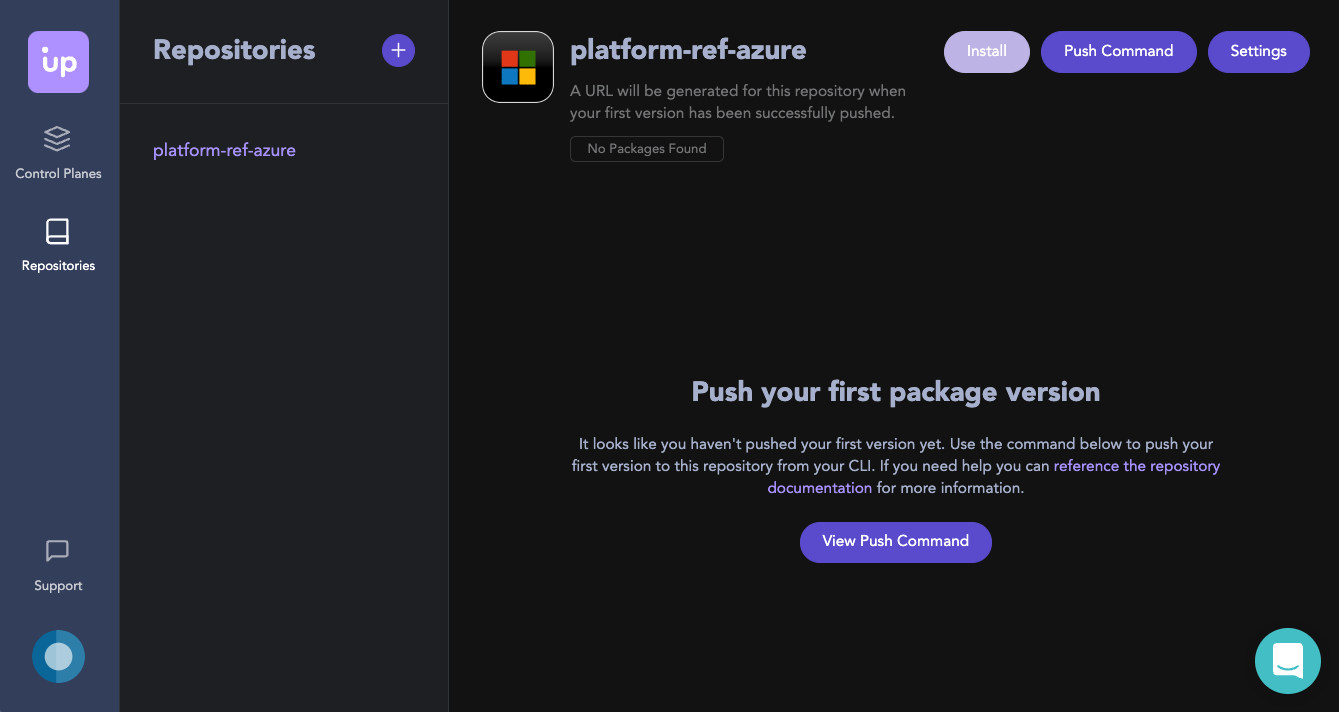 up
Control Planes
Repositories
Support
Repositories
+
platform-ref-azure
platform-ref-azure
Install
Push Command
Settings
A URL will be generated for this repository when
your first version has been successfully pushed.
No Packages Found
Push your first package version
It looks like you haven't pushed your first version yet. Use the command below to push your
first version to this repository from your CLI. If you need help you can reference the repository
documentation for more information.
View Push Command